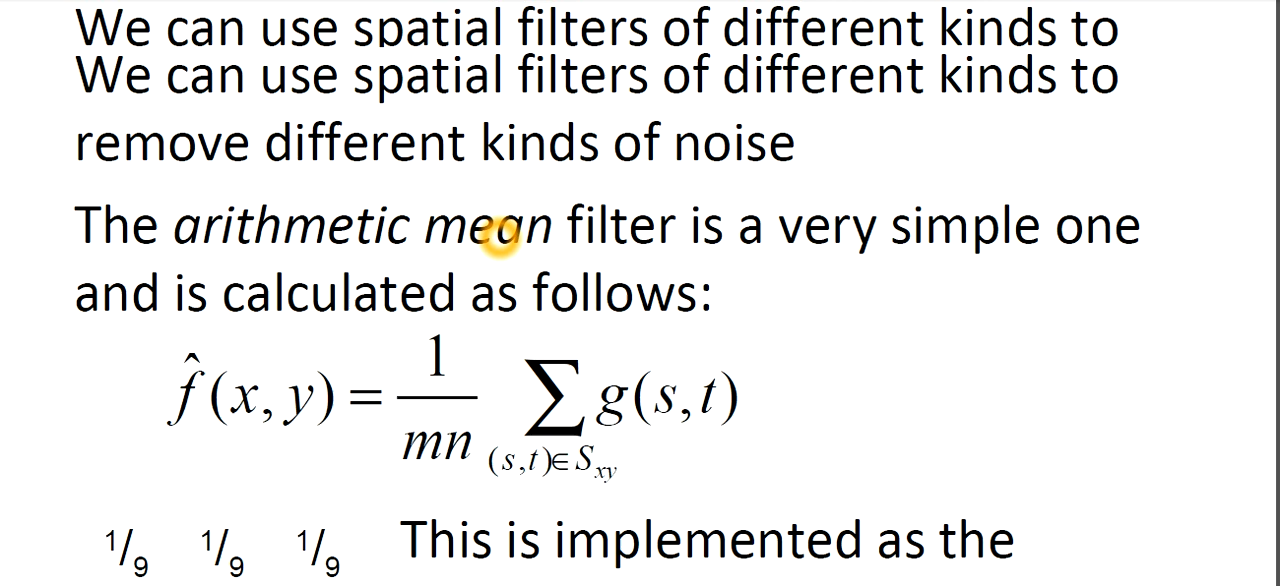 We can use spatial filters of different kinds to
We can use spatial filters of different kinds to
remove different kinds of noise
The arithmetic mean filter is a very simple one
and is calculated as follows:
f̂(x, y) = 1/mn ∑(s,t)∈Sxy g(s,t)
1/9 1/9 1/9 This is implemented as the